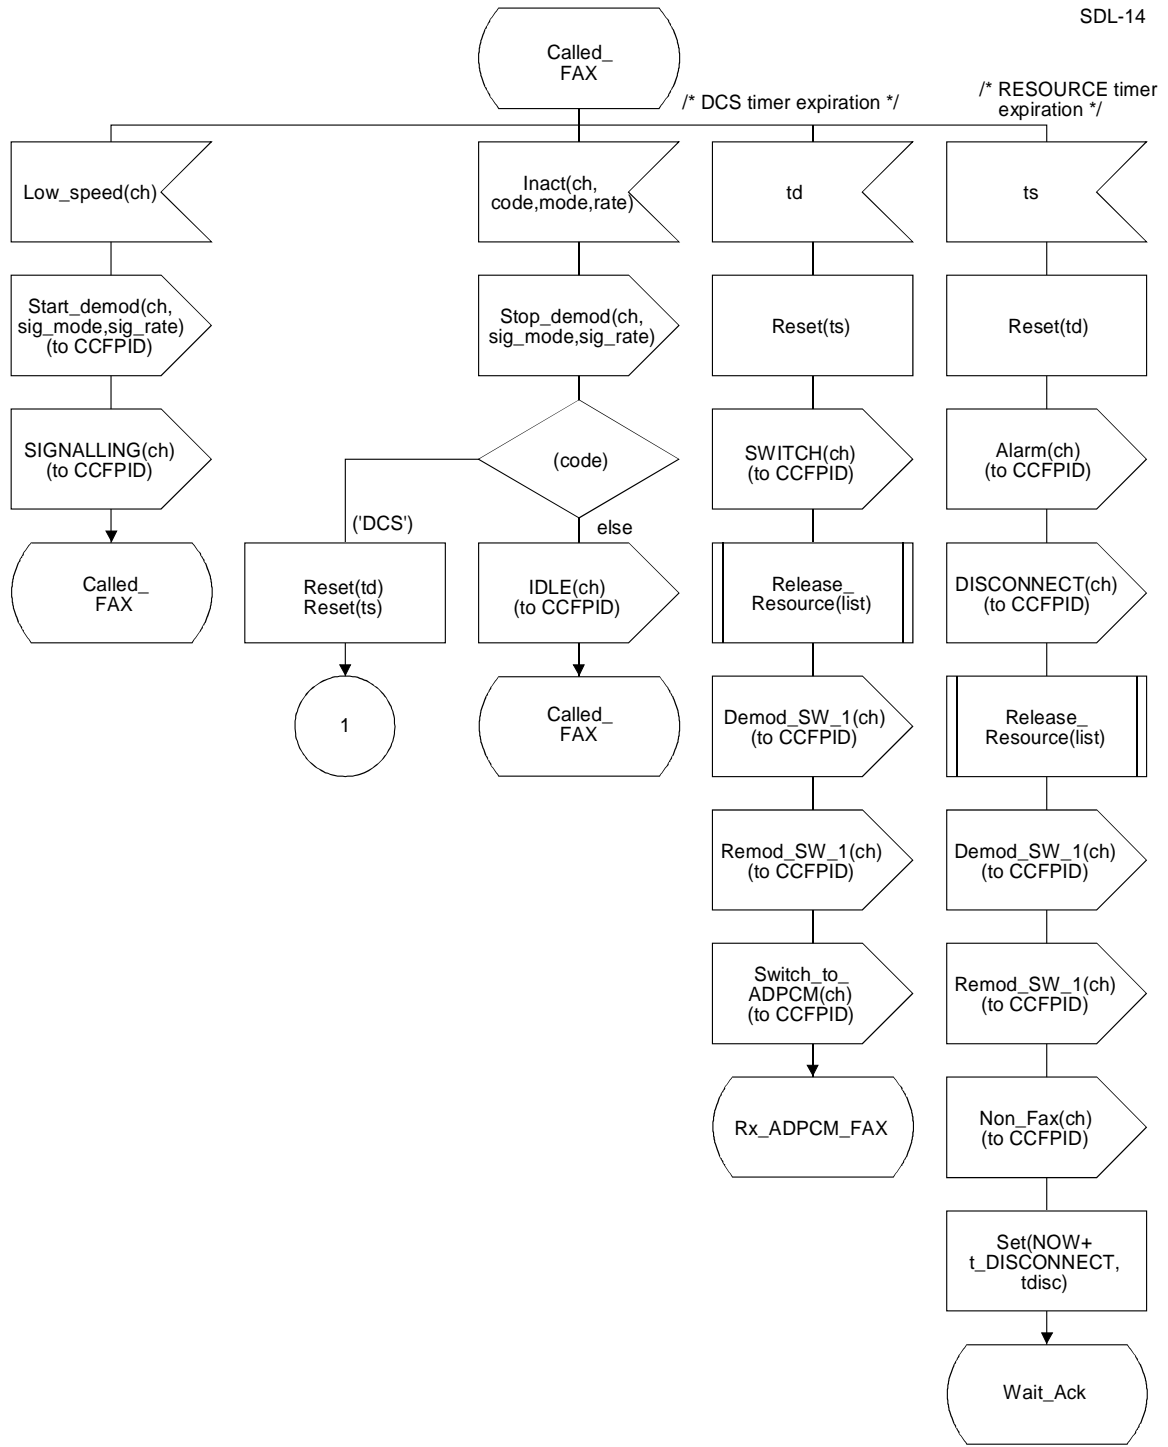 SDL-14
Called_
FAX
/* DCS timer expiration */
/* RESOURCE timer
expiration */
Low_speed(ch)
Inact(ch,
code,mode,rate)
td
ts
Start_demod(ch,
sig_mode,sig_rate)
(to CCFPID)
Stop_demod(ch,
sig_mode,sig_rate)
Reset(ts)
Reset(td)
SIGNALLING(ch)
(to CCFPID)
(code)
SWITCH(ch)
(to CCFPID)
Alarm(ch)
(to CCFPID)
('DCS')
else
Called_
FAX
Reset(td)
Reset(ts)
IDLE(ch)
(to CCFPID)
Release_
Resource(list)
DISCONNECT(ch)
(to CCFPID)
1
Called_
FAX
Demod_SW_1(ch)
(to CCFPID)
Release_
Resource(list)
Remod_SW_1(ch)
(to CCFPID)
Demod_SW_1(ch)
(to CCFPID)
Switch_to_
ADPCM(ch)
(to CCFPID)
Remod_SW_1(ch)
(to CCFPID)
Rx_ADPCM_FAX
Non_Fax(ch)
(to CCFPID)
Set(NOW+
t_DISCONNECT,
tdisc)
Wait_Ack